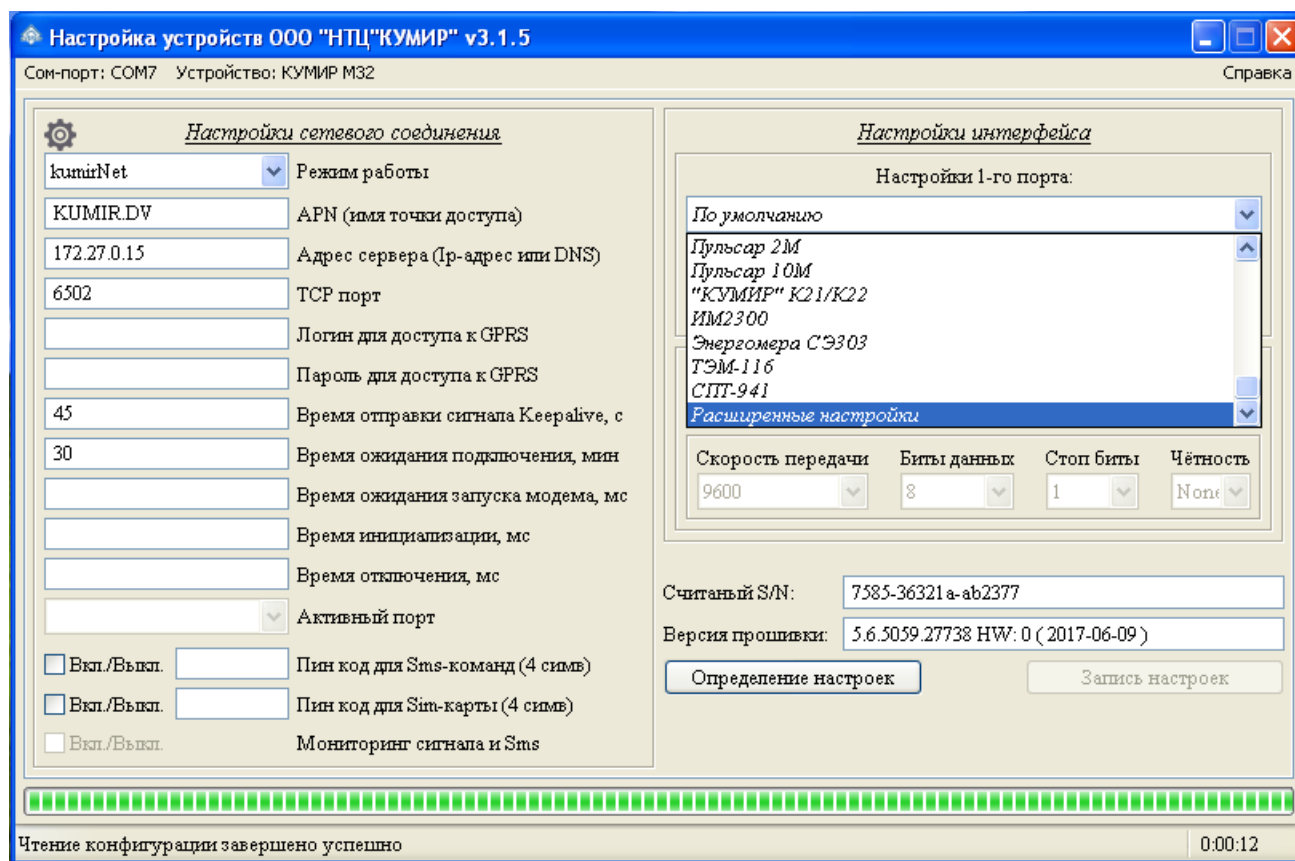 Настройка устройств ООО "НТЦ"КУМИР" v3.1.5
Com-порт: COM7 Устройство: КУМИР М32 Справка
Настройки сетевого соединения
kumirNet Режим работы
KUMIR.DV APN (имя точки доступа)
172.27.0.15 Адрес сервера (Ip-адрес или DNS)
6502 TCP порт
Логин для доступа к GPRS
Пароль для доступа к GPRS
45 Время отправки сигнала Keepalive, с
30 Время ожидания подключения, мин
Время ожидания запуска модема, мс
Время инициализации, мс
Время отключения, мс
Активный порт
Вкл./Выкл. Пин код для Sms-команд (4 симв)
Вкл./Выкл. Пин код для Sim-карты (4 симв)
Вкл./Выкл. Мониторинг сигнала и Sms
Настройки интерфейса
Настройки 1-го порта:
По умолчанию
Пульсар 2М
Пульсар 10М
"КУМИР" К21/К22
ИМ2300
Энергомера СЭ303
ТЭМ-116
СПТ-941
Расширенные настройки
Скорость передачи Биты данных Стоп биты Чётность
9600 8 1 None
Считаный S/N: 7585-36321a-ab2377
Версия прошивки: 5.6.5059.27738 HW: 0 ( 2017-06-09 )
Определение настроек Запись настроек
Чтение конфигурации завершено успешно 0:00:12